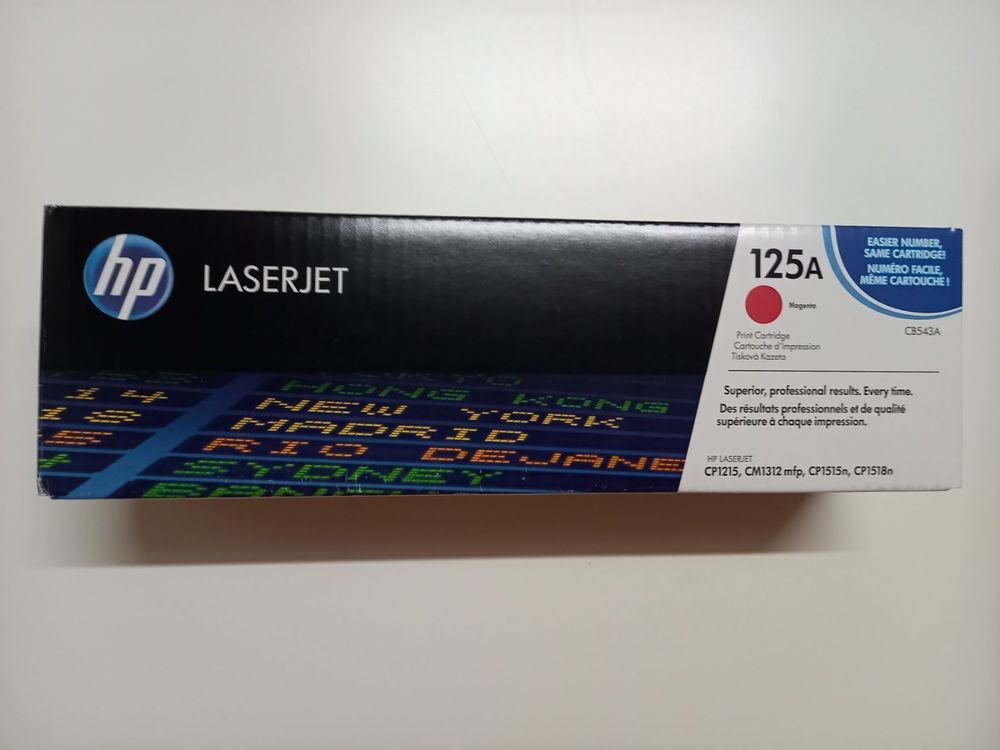 hp
LASERJET
125A
Magenta
Print Cartridge
Cartouche d'impression
Tisková Kazeta
EASIER NUMBER,
SAME CARTRIDGE!
NUMÉRO FACILE,
MÊME CARTOUCHE !
CB543A
Superior, professional results. Every time.
Des résultats professionnels et de qualité
supérieure à chaque impression.
HP LASERJET
CP1215, CM1312 mfp, CP1515n, CP1518n
HONG KONG
14 NEW YORK
18 MADRID
RIO DEJANE
SYDNEY